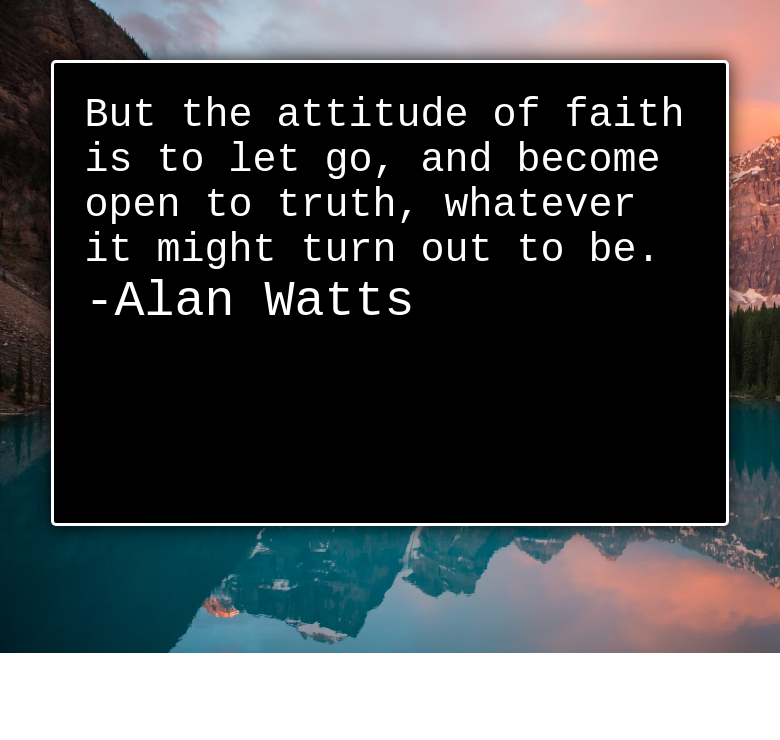 But the attitude of faith
is to let go, and become
open to truth, whatever
it might turn out to be.
-Alan Watts